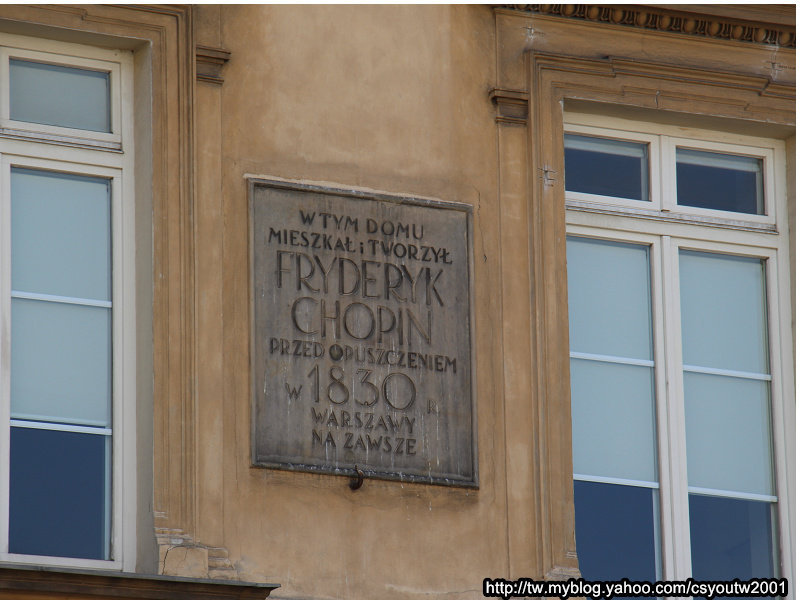 W TYM DOMU
MIESZKAŁ i TWORZYŁ
FRYDERYK
CHOPIN
PRZED OPUSZCZENIEM
W 1830 R.
WARSZAWY
NA ZAWSZE
http://tw.myblog.yahoo.com/csyoutw2001